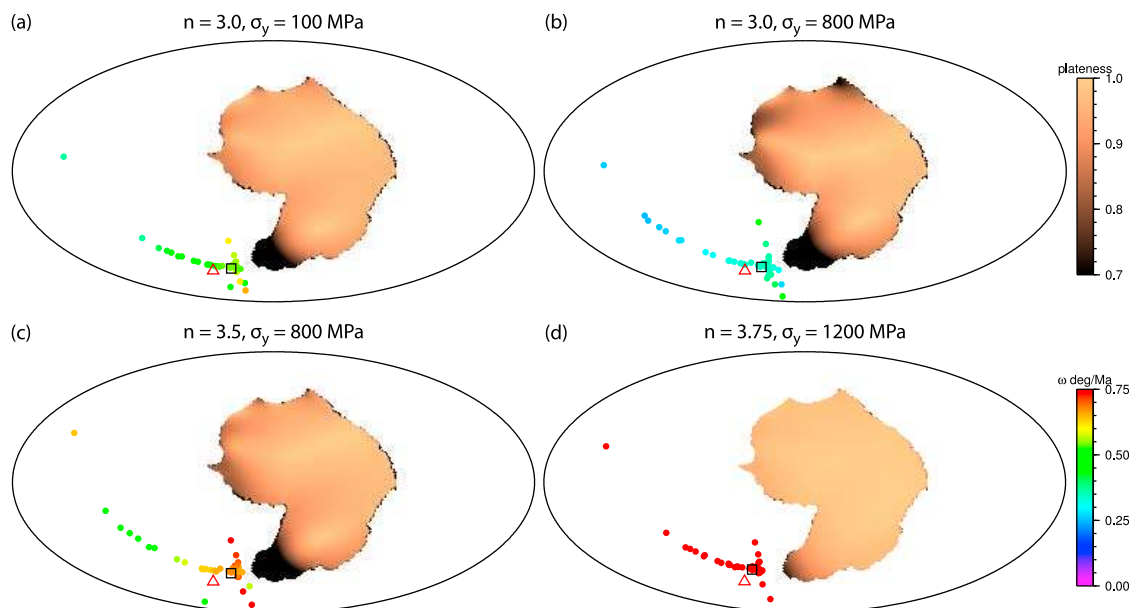 (a) n = 3.0, σy = 100 MPa
(b) n = 3.0, σy = 800 MPa
plateness
1.0
0.9
0.8
0.7
(c) n = 3.5, σy = 800 MPa
(d) n = 3.75, σy = 1200 MPa
ω deg/Ma
0.75
0.50
0.25
0.00